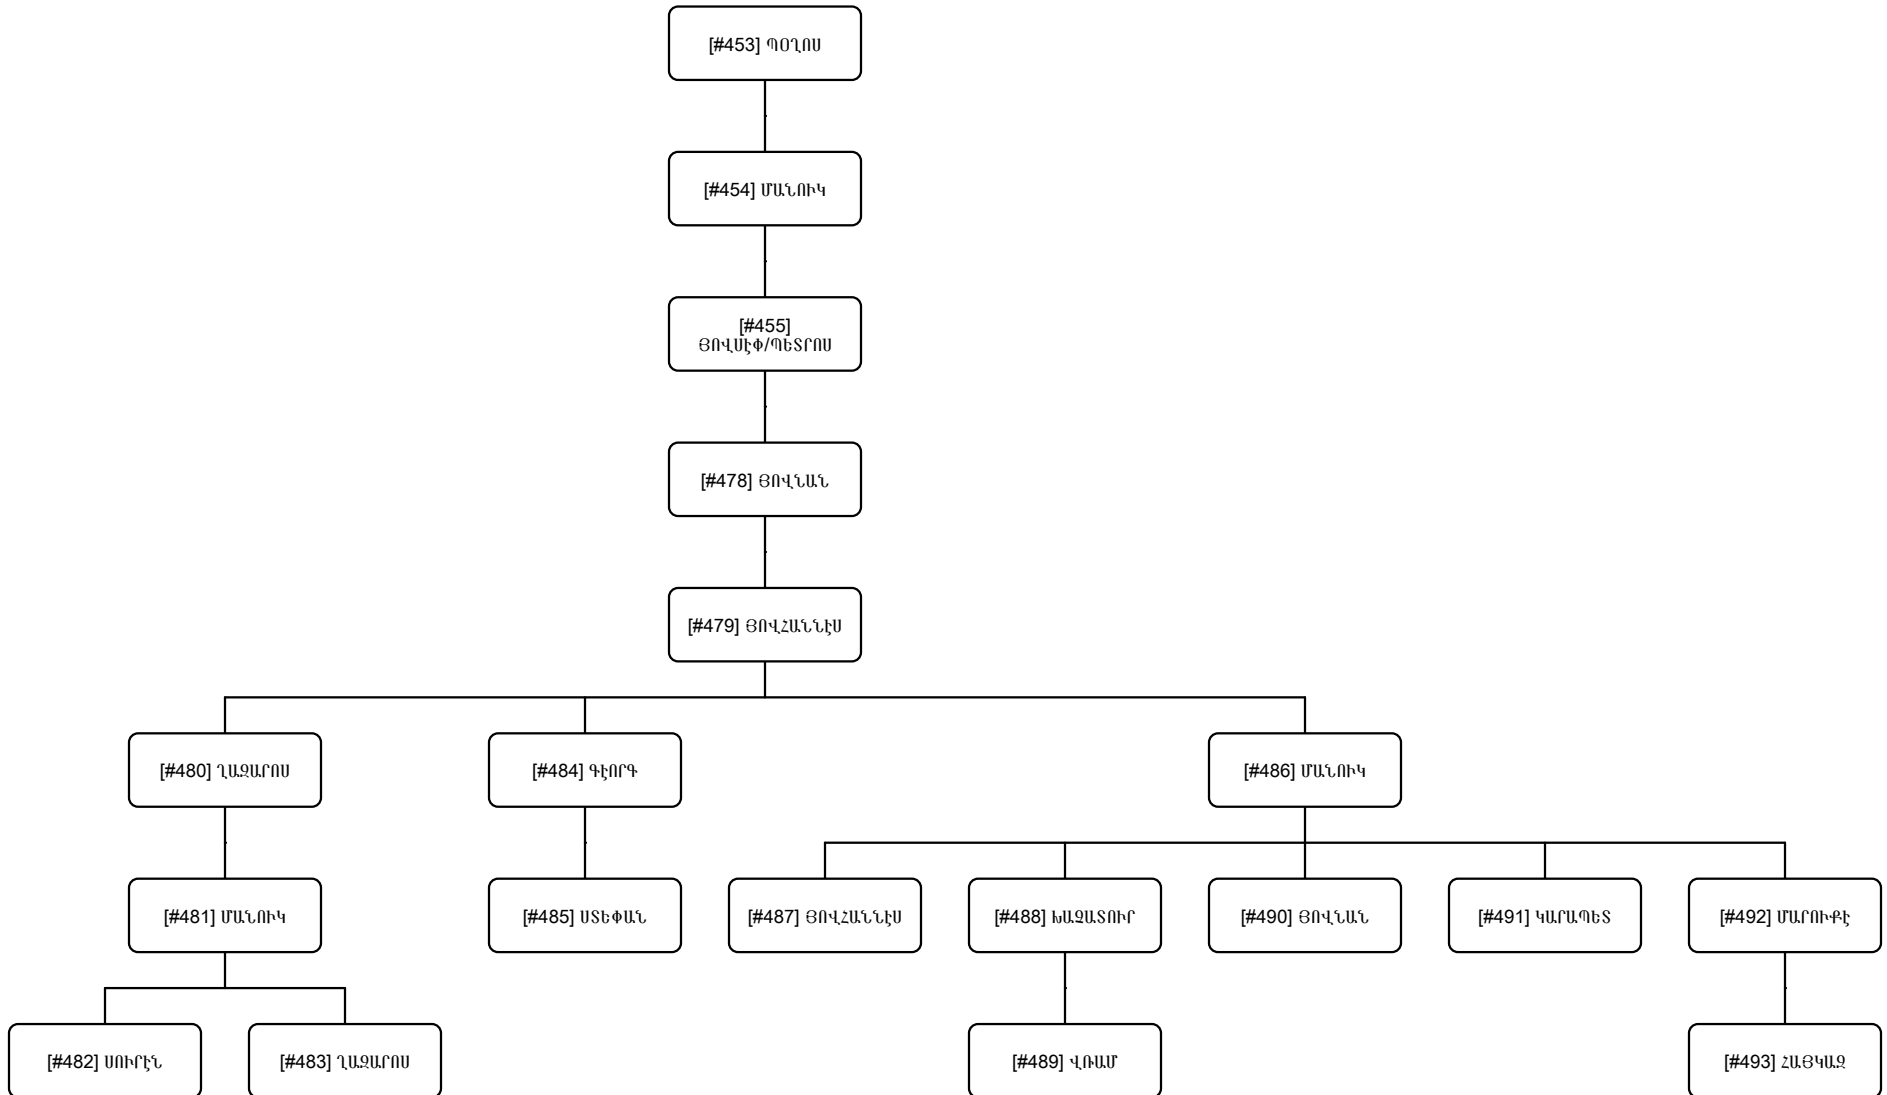 [#453] ՊՕՂՈՍ
[#454] ՄԱՆՈՒԿ
[#455]
ՅՈՎՍԷՓ/ՊԵՏՐՈՍ
[#478] ՅՈՎՆԱՆ
[#479] ՅՈՎՀԱՆՆԷՍ
[#480] ՂԱԶԱՐՈՍ
[#484] ԳԷՈՐԳ
[#486] ՄԱՆՈՒԿ
[#481] ՄԱՆՈՒԿ
[#485] ՍՏԵՓԱՆ
[#487] ՅՈՎՀԱՆՆԷՍ
[#488] ԽԱՉԱՏՈՒՐ
[#490] ՅՈՎՆԱՆ
[#491] ԿԱՐԱՊԵՏ
[#492] ՄԱՐՈՒՔԷ
[#482] ՍՈՒՐԷՆ
[#483] ՂԱԶԱՐՈՍ
[#489] ՎՌԱՄ
[#493] ՀԱՅԿԱԶ